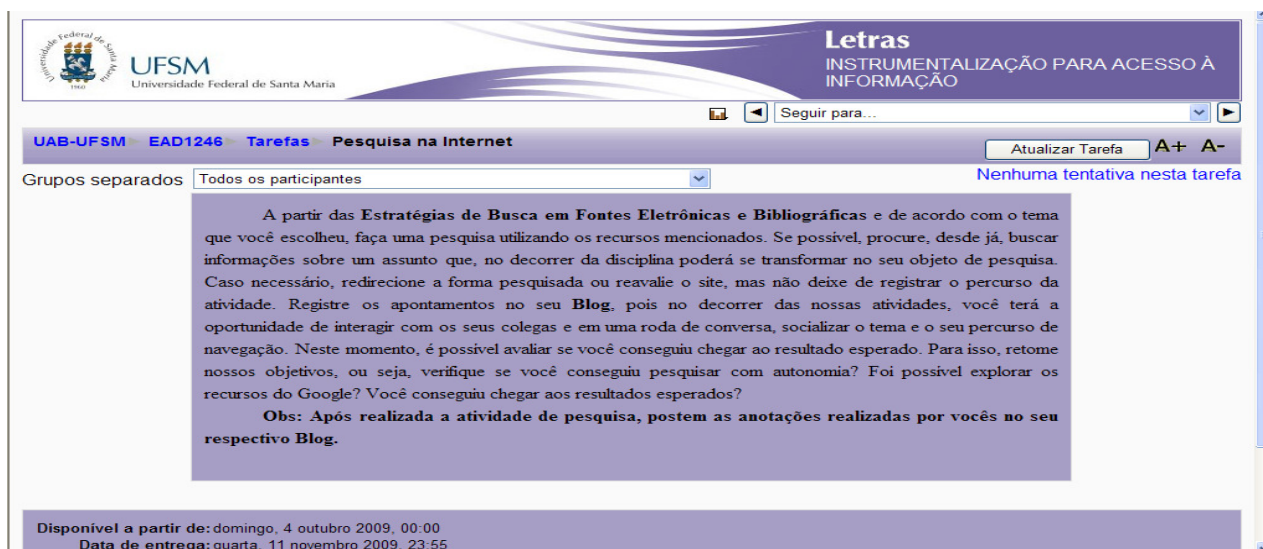 Universidade Federal de Santa Maria
1960
UFSM
Universidade Federal de Santa Maria
Letras
INSTRUMENTALIZAÇÃO PARA ACESSO À
INFORMAÇÃO
Seguir para...
UAB-UFSM EAD1246 Tarefas Pesquisa na Internet
Atualizar Tarefa A+ A-
Grupos separados Todos os participantes
Nenhuma tentativa nesta tarefa
A partir das Estratégias de Busca em Fontes Eletrônicas e Bibliográficas e de acordo com o tema
que você escolheu, faça uma pesquisa utilizando os recursos mencionados. Se possível, procure, desde já, buscar
informações sobre um assunto que, no decorrer da disciplina poderá se transformar no seu objeto de pesquisa.
Caso necessário, redirecione a forma pesquisada ou reavalie o site, mas não deixe de registrar o percurso da
atividade. Registre os apontamentos no seu Blog, pois no decorrer das nossas atividades, você terá a
oportunidade de interagir com os seus colegas e em uma roda de conversa, socializar o tema e o seu percurso de
navegação. Neste momento, é possível avaliar se você conseguiu chegar ao resultado esperado. Para isso, retome
nossos objetivos, ou seja, verifique se você conseguiu pesquisar com autonomia? Foi possível explorar os
recursos do Google? Você conseguiu chegar aos resultados esperados?
Obs: Após realizada a atividade de pesquisa, postem as anotações realizadas por vocês no seu
respectivo Blog.
Disponível a partir de: domingo, 4 outubro 2009, 00:00
Data de entrega: quarta, 11 novembro 2009, 23:55